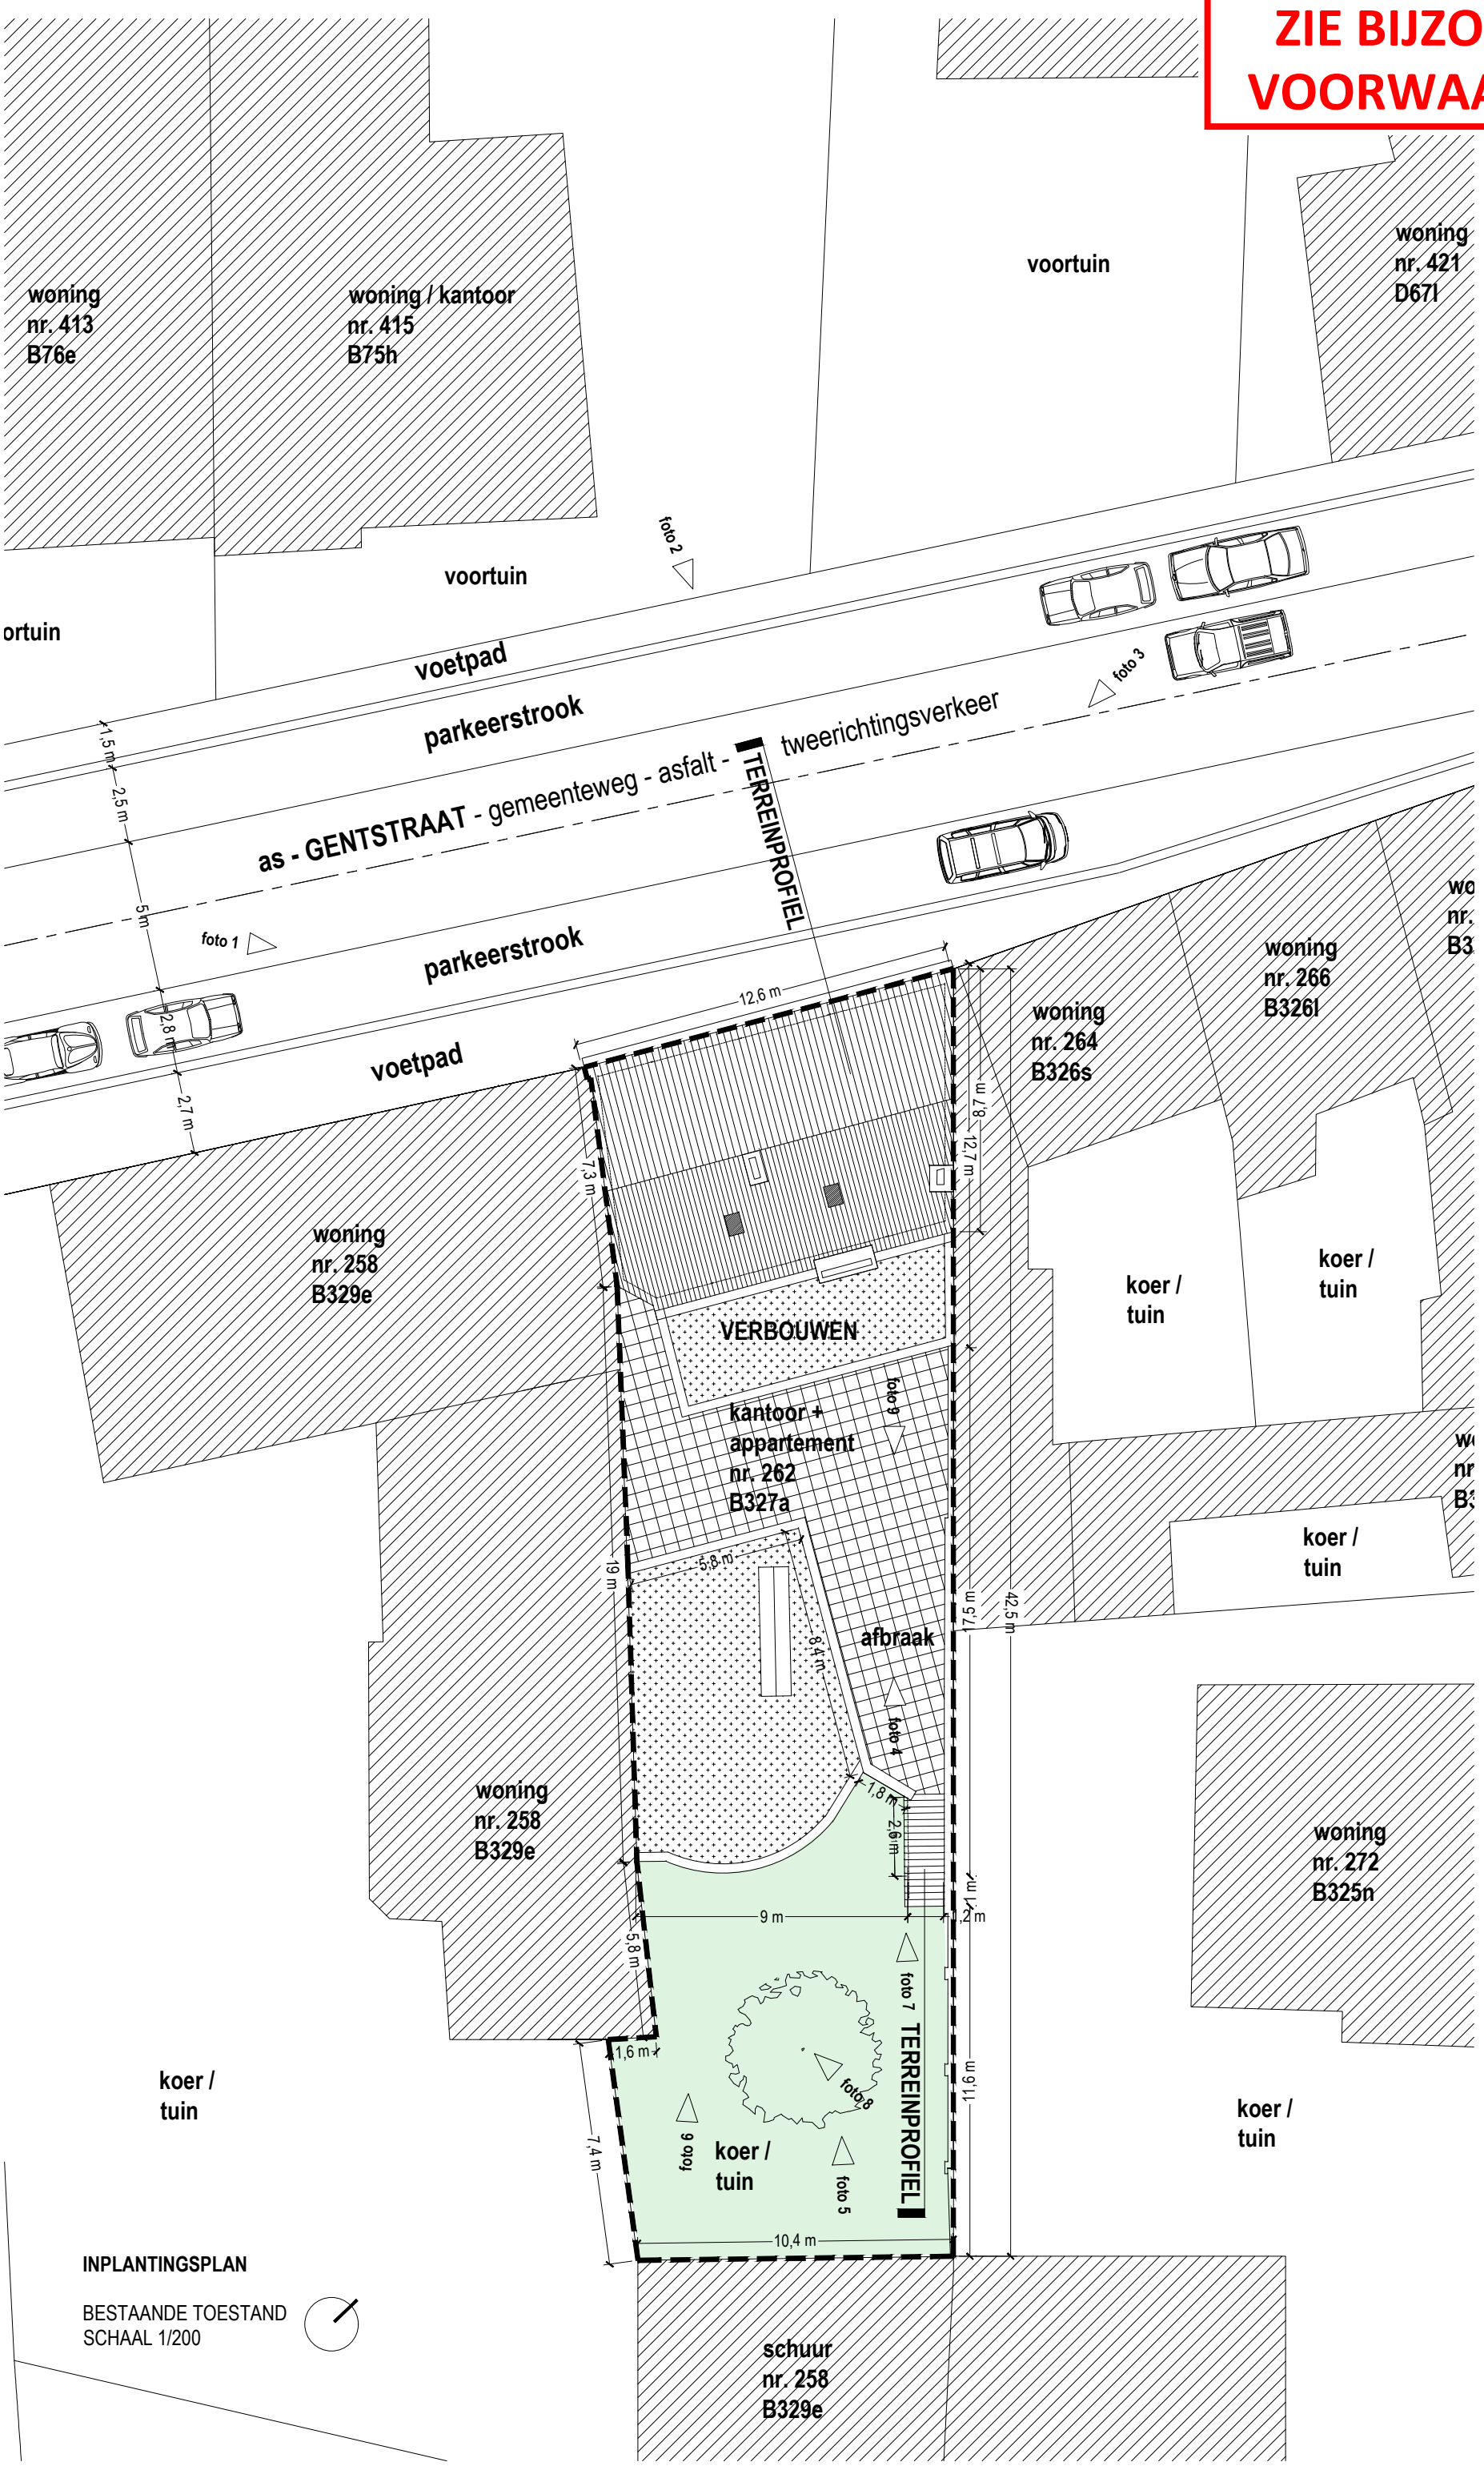 ZIE BIJZO
VOORWAA
woning
nr. 413
B76e
woning / kantoor
nr. 415
B75h
voortuin
woning
nr. 421
D67l
voortuin
ortuin
foto 2
voetpad
parkeerstrook
foto 3
as - GENTSTRAAT - gemeenteweg - asfalt - tweerichtingsverkeer
TERREINPROFIEL
1,5 m
2,5 m
5 m
2,8 m
2,7 m
foto 1
parkeerstrook
voetpad
12,6 m
woning
nr. 264
B326s
woning
nr. 266
B326l
wo
nr.
B3
7,3 m
8,7 m
12,7 m
woning
nr. 258
B329e
koer /
tuin
koer /
tuin
VERBOUWEN
foto 9
kantoor +
appartement
nr. 262
B327a
nr
koer /
tuin
5,8 m
19 m
8,4 m
17,5 m
42,5 m
afbraak
foto 4
1,8 m
2,6 m
woning
nr. 258
B329e
woning
nr. 272
B325n
1 m
9 m
,2 m
5,8 m
foto 7
TERREINPROFIEL
1,6 m
foto 8
11,6 m
koer /
tuin
koer /
tuin
7,4 m
foto 6
koer /
tuin
foto 5
10,4 m
INPLANTINGSPLAN
BESTAANDE TOESTAND
SCHAAL 1/200
schuur
nr. 258
B329e